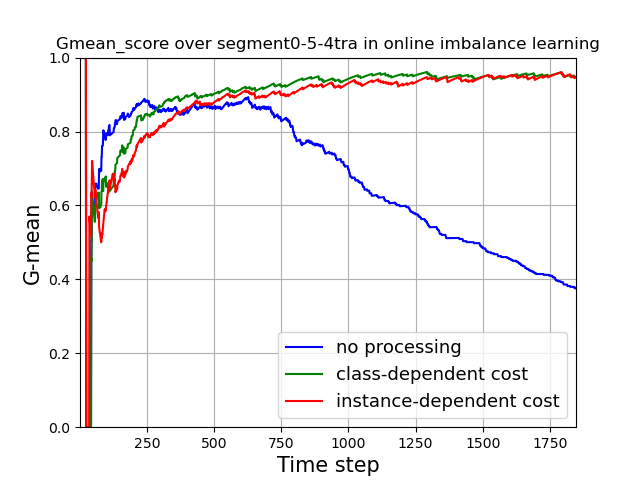 Gmean_score over segment0-5-4tra in online imbalance learning
1.0
0.8
0.6
0.4
0.2
0.0
G-mean
no processing
class-dependent cost
instance-dependent cost
250 500 750 1000 1250 1500 1750
Time step